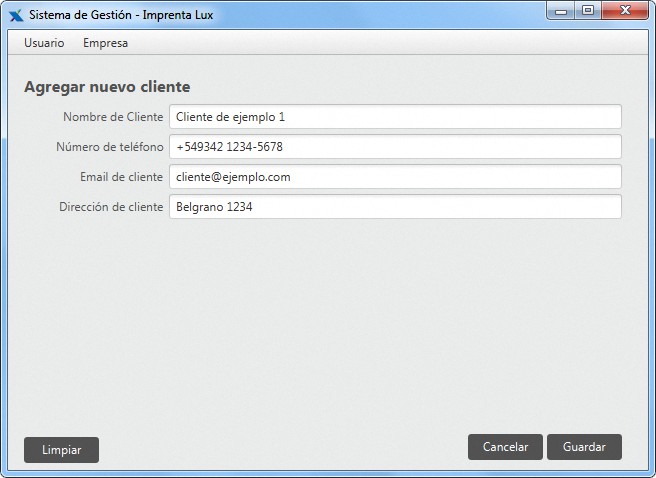 Sistema de Gestión - Imprenta Lux
Usuario Empresa
Agregar nuevo cliente
Nombre de Cliente Cliente de ejemplo 1
Número de teléfono +549342 1234-5678
Email de cliente cliente@ejemplo.com
Dirección de cliente Belgrano 1234
Limpiar Cancelar Guardar